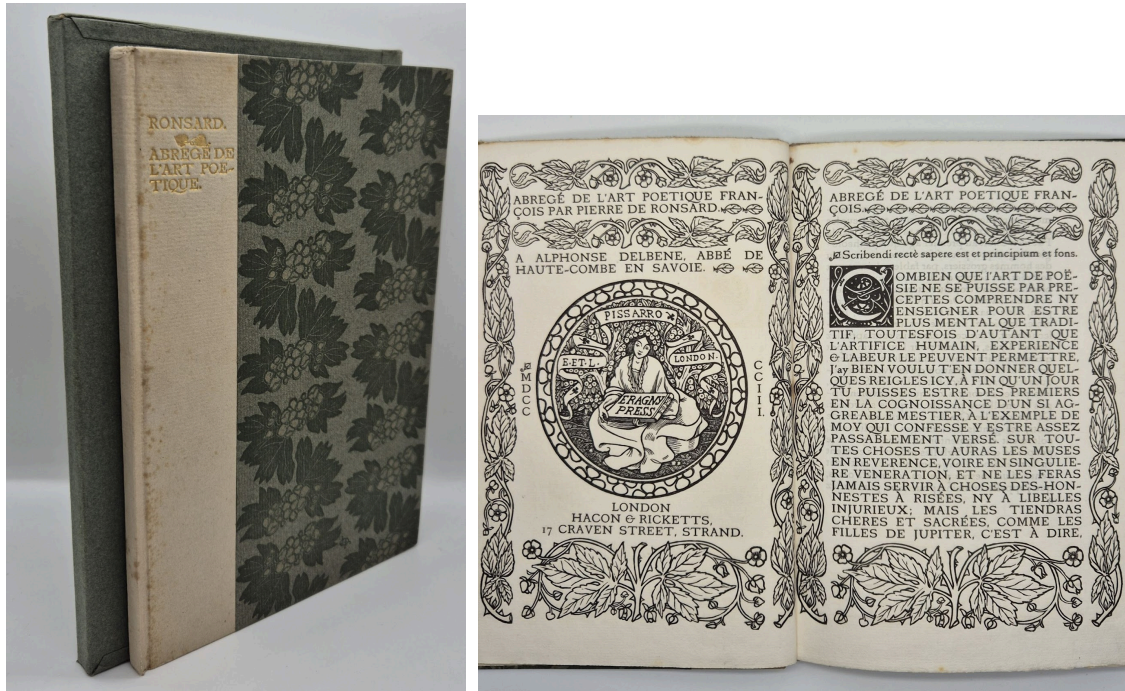 RONSARD.
ABREGÉ DE
L'ART POE-
TIQUE.
ABREGÉ DE L'ART POETIQUE FRAN-
ÇOIS PAR PIERRE DE RONSARD.
A ALPHONSE DELBENE, ABBÉ DE
HAUTE-COMBE EN SAVOIE.
PISSARRO
E·ET·L·
LONDON·
ERAGNY
PRESS
MDCC
CCIII.
LONDON
HACON & RICKETTS,
17 CRAVEN STREET, STRAND.
ABREGÉ DE L'ART POETIQUE FRAN-
ÇOIS.
Scribendi rectè sapere est et principium et fons.
COMBIEN QUE l'ART DE POË-
SIE NE SE PUISSE PAR PRE-
CEPTES COMPRENDRE NY
ENSEIGNER POUR ESTRE
PLUS MENTAL QUE TRADI-
TIF, TOUTESFOIS D'AUTANT QUE
L'ARTIFICE HUMAIN, EXPERIENCE
& LABEUR LE PEUVENT PERMETTRE,
J'ay BIEN VOULU T'EN DONNER QUEL-
QUES REIGLES ICY, À FIN QU'UN JOUR
TU PUISSES ESTRE DES PREMIERS
EN LA COGNOISSANCE D'UN SI AG-
GREABLE MESTIER, À L'EXEMPLE DE
MOY QUI CONFESSE Y ESTRE ASSEZ
PASSABLEMENT VERSÉ. SUR TOU-
TES CHOSES TU AURAS LES MUSES
EN REVERENCE, VOIRE EN SINGULIE-
RE VENERATION, ET NE LES FERAS
JAMAIS SERVIR À CHOSES DES-HON-
NESTES À RISÉES, NY À LIBELLES
INJURIEUX; MAIS LES TIENDRAS
CHERES ET SACRÉES, COMME LES
FILLES DE JUPITER, C'EST À DIRE,